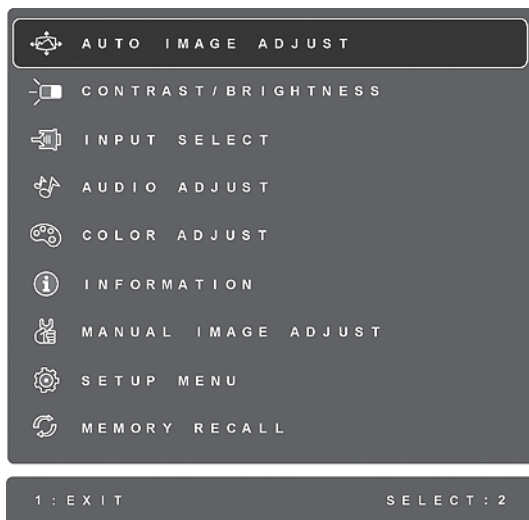 AUTO IMAGE ADJUST
CONTRAST/BRIGHTNESS
INPUT SELECT
AUDIO ADJUST
COLOR ADJUST
INFORMATION
MANUAL IMAGE ADJUST
SETUP MENU
MEMORY RECALL
1:EXIT SELECT:2